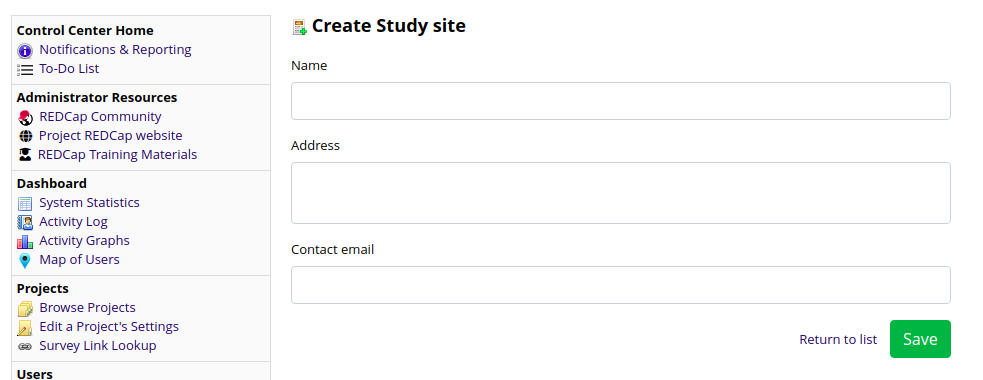 Control Center Home
Notifications & Reporting
To-Do List
Administrator Resources
REDCap Community
Project REDCap website
REDCap Training Materials
Dashboard
System Statistics
Activity Log
Activity Graphs
Map of Users
Projects
Browse Projects
Edit a Project's Settings
Survey Link Lookup
Users
Create Study site
Name
Address
Contact email
Return to list
Save